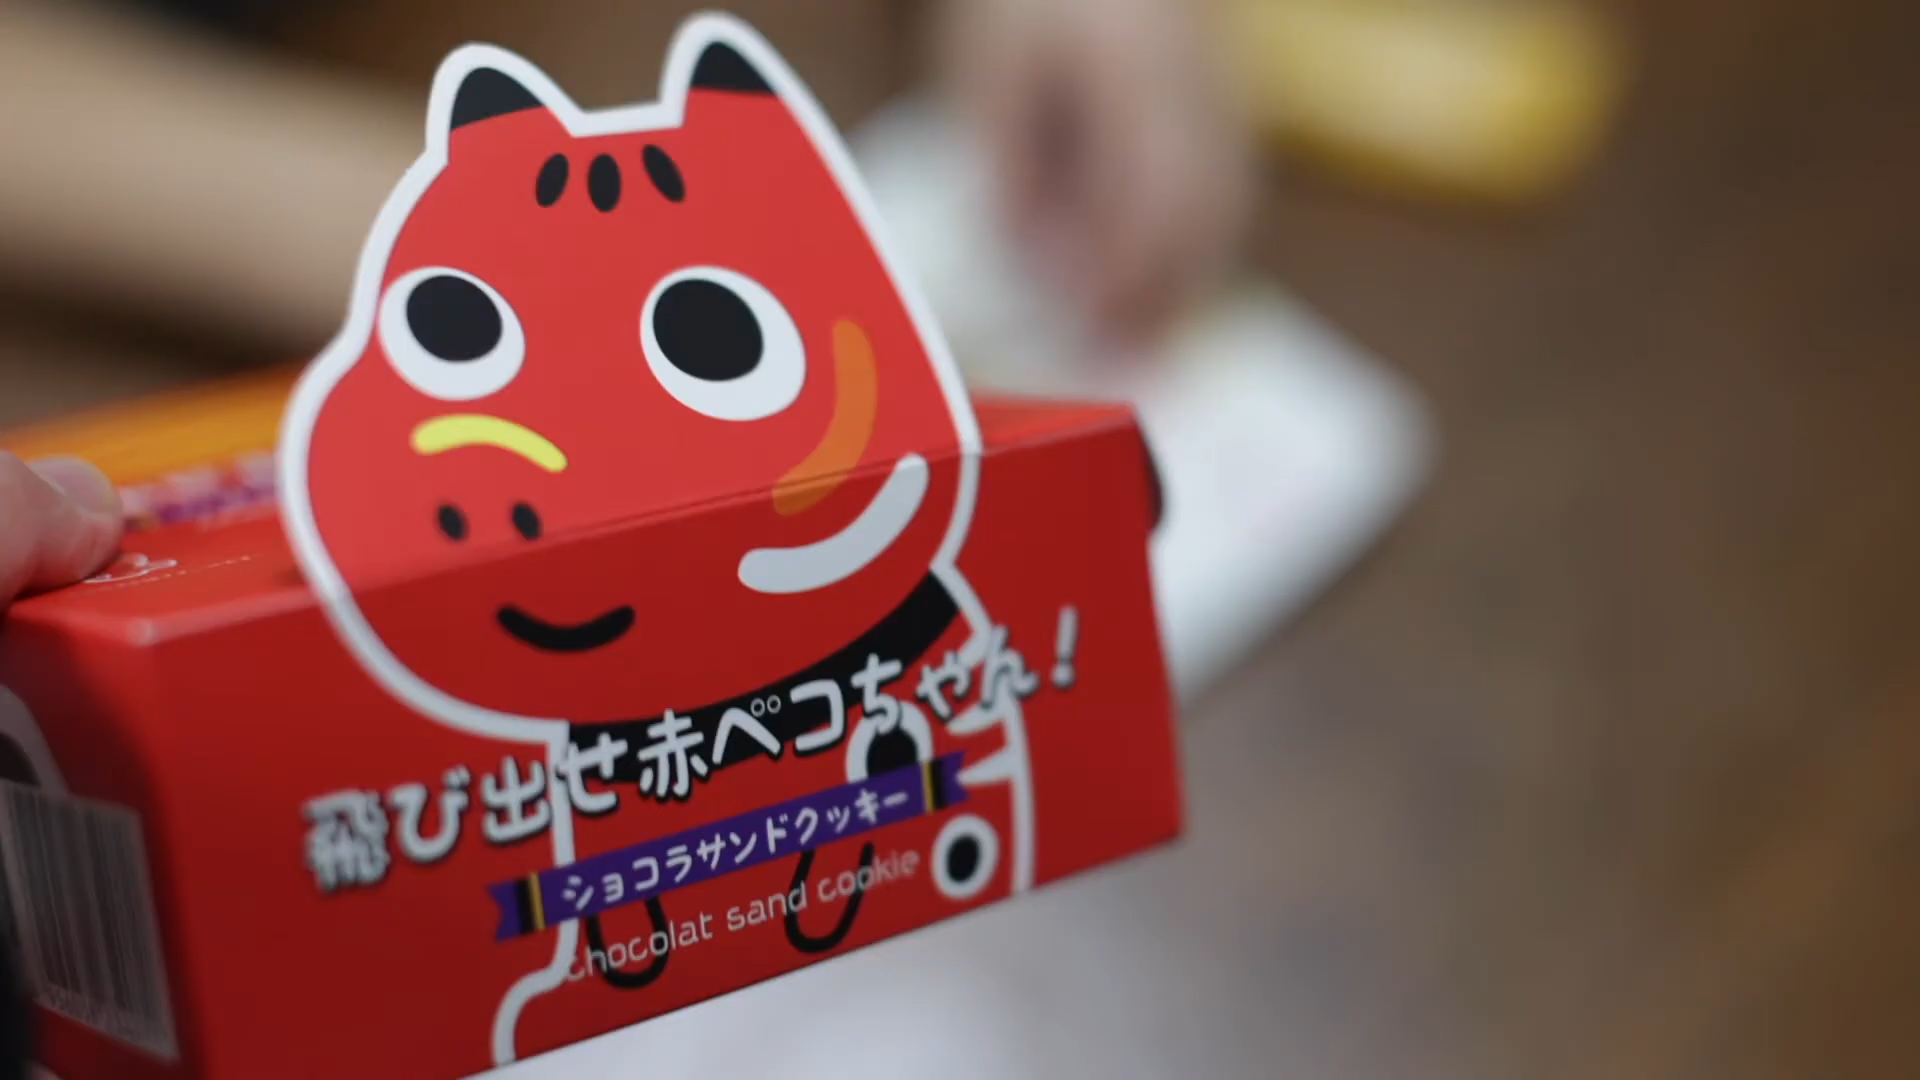 飛び出せ赤べコちゃん！
ショコラサンドクッキー
chocolat sand cookie